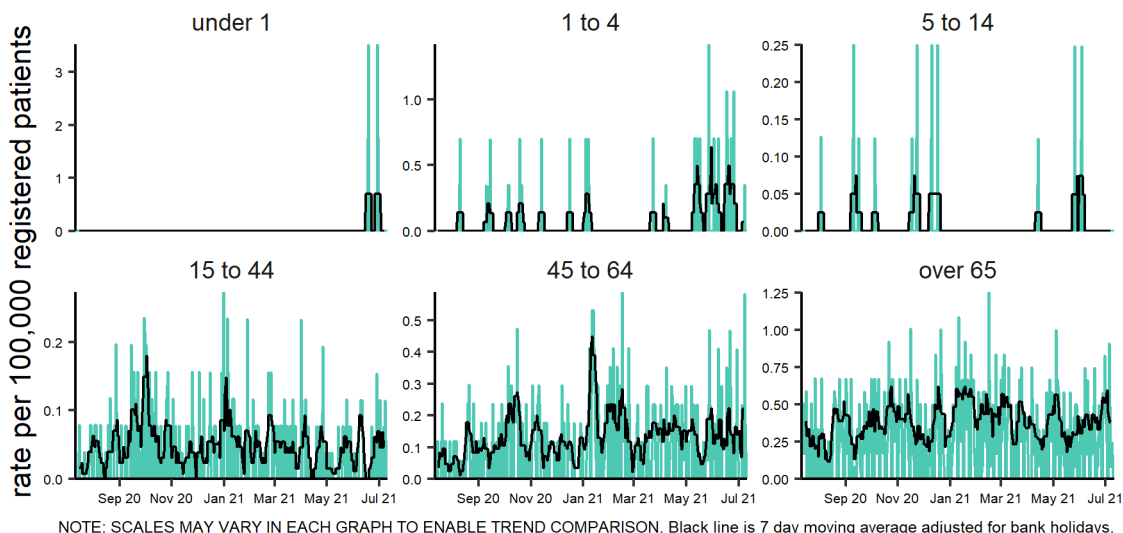 rate per 100,000 registered patients
under 1
3
2
1
0
1 to 4
1.0
0.5
0.0
5 to 14
0.25
0.20
0.15
0.10
0.05
0.00
15 to 44
0.2
0.1
0.0
Sep 20 Nov 20 Jan 21 Mar 21 May 21 Jul 21
45 to 64
0.5
0.4
0.3
0.2
0.1
0.0
Sep 20 Nov 20 Jan 21 Mar 21 May 21 Jul 21
over 65
1.25
1.00
0.75
0.50
0.25
0.00
Sep 20 Nov 20 Jan 21 Mar 21 May 21 Jul 21
NOTE: SCALES MAY VARY IN EACH GRAPH TO ENABLE TREND COMPARISON. Black line is 7 day moving average adjusted for bank holidays.